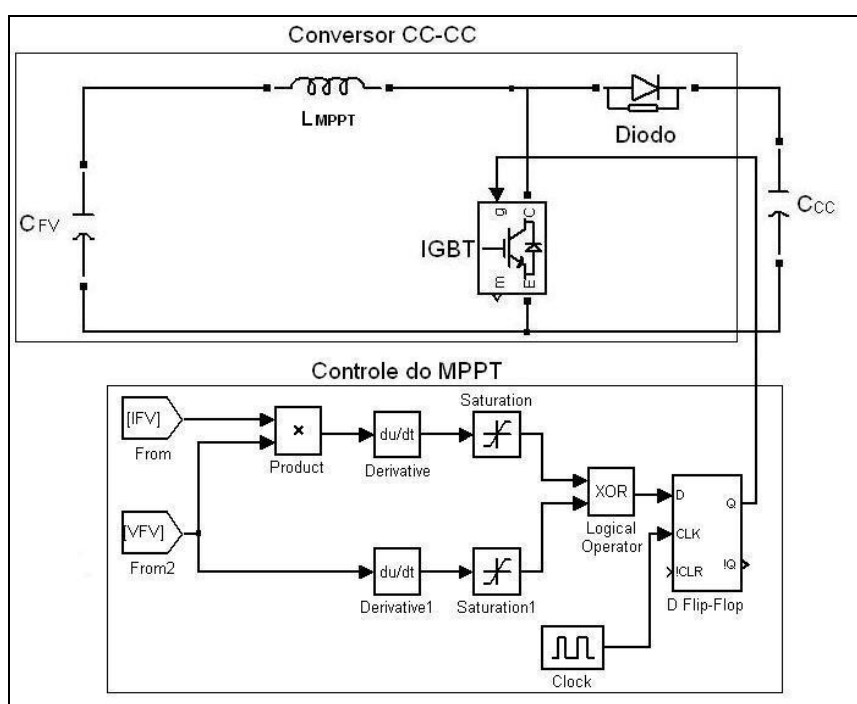 Conversor CC-CC
LMPPT
Diodo
CFV
CCC
g
C
IGBT
m
E
Controle do MPPT
Saturation
[IFV]
From
×
Product
du/dt
Derivative
XOR
Logical
Operator
D
Q
CLK
!CLR
!Q
D Flip-Flop
[VFV]
From2
du/dt
Derivative1
Saturation1
Clock